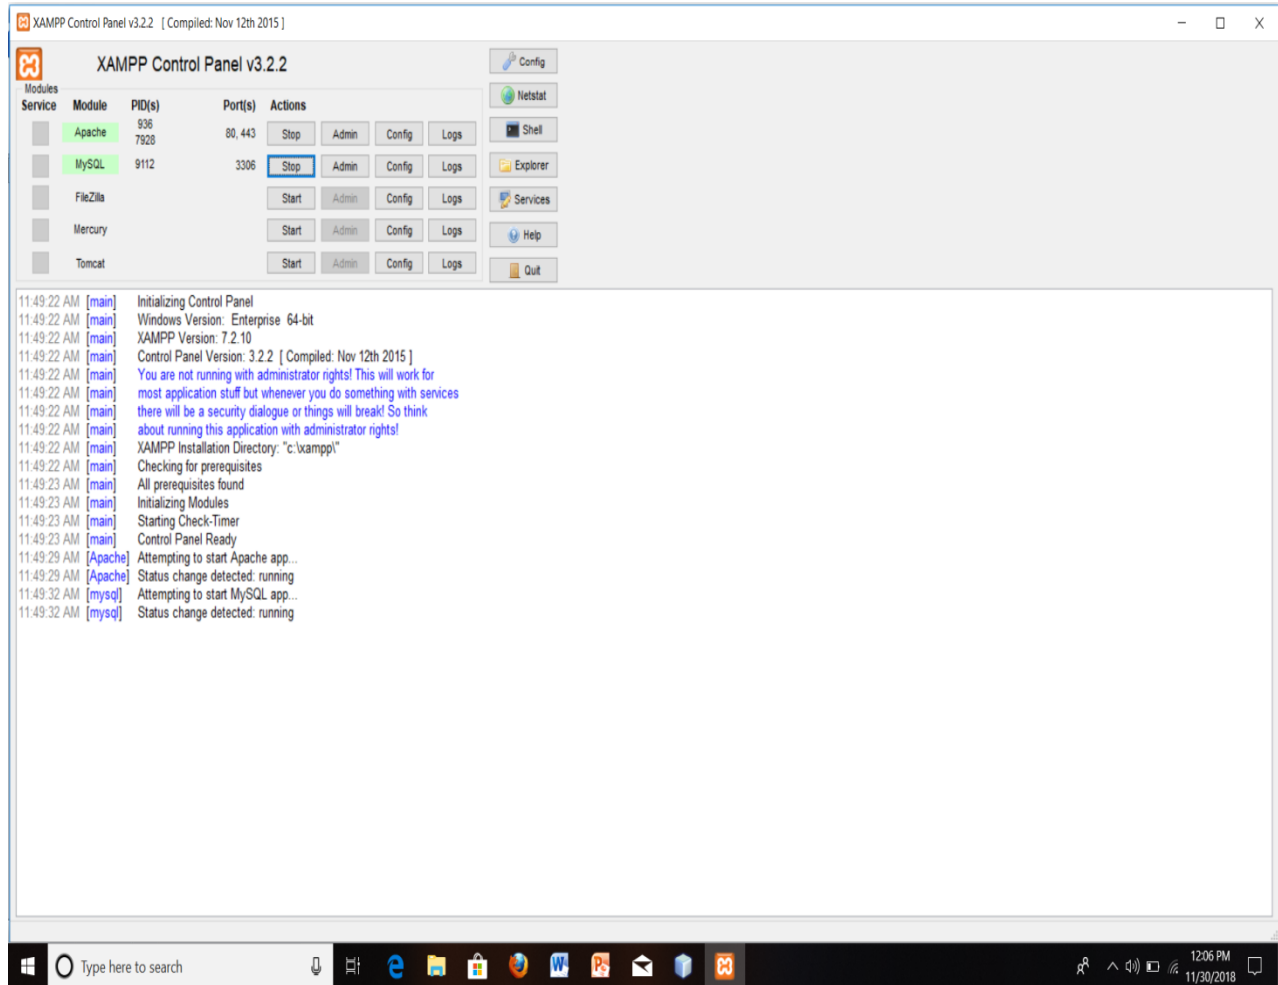 XAMPP Control Panel v3.2.2 [ Compiled: Nov 12th 2015 ]
XAMPP Control Panel v3.2.2
Config
Modules
Service Module PID(s) Port(s) Actions
Netstat
Apache 936 7928 80, 443 Stop Admin Config Logs
Shell
MySQL 9112 3306 Stop Admin Config Logs
Explorer
FileZilla Start Admin Config Logs
Services
Mercury Start Admin Config Logs
Help
Tomcat Start Admin Config Logs
Quit
11:49:22 AM [main] Initializing Control Panel
11:49:22 AM [main] Windows Version: Enterprise 64-bit
11:49:22 AM [main] XAMPP Version: 7.2.10
11:49:22 AM [main] Control Panel Version: 3.2.2 [ Compiled: Nov 12th 2015 ]
11:49:22 AM [main] You are not running with administrator rights! This will work for
11:49:22 AM [main] most application stuff but whenever you do something with services
11:49:22 AM [main] there will be a security dialogue or things will break! So think
11:49:22 AM [main] about running this application with administrator rights!
11:49:22 AM [main] XAMPP Installation Directory: "c:\xampp\"
11:49:22 AM [main] Checking for prerequisites
11:49:23 AM [main] All prerequisites found
11:49:23 AM [main] Initializing Modules
11:49:23 AM [main] Starting Check-Timer
11:49:23 AM [main] Control Panel Ready
11:49:29 AM [Apache] Attempting to start Apache app...
11:49:29 AM [Apache] Status change detected: running
11:49:32 AM [mysql] Attempting to start MySQL app...
11:49:32 AM [mysql] Status change detected: running
Type here to search
12:06 PM
11/30/2018